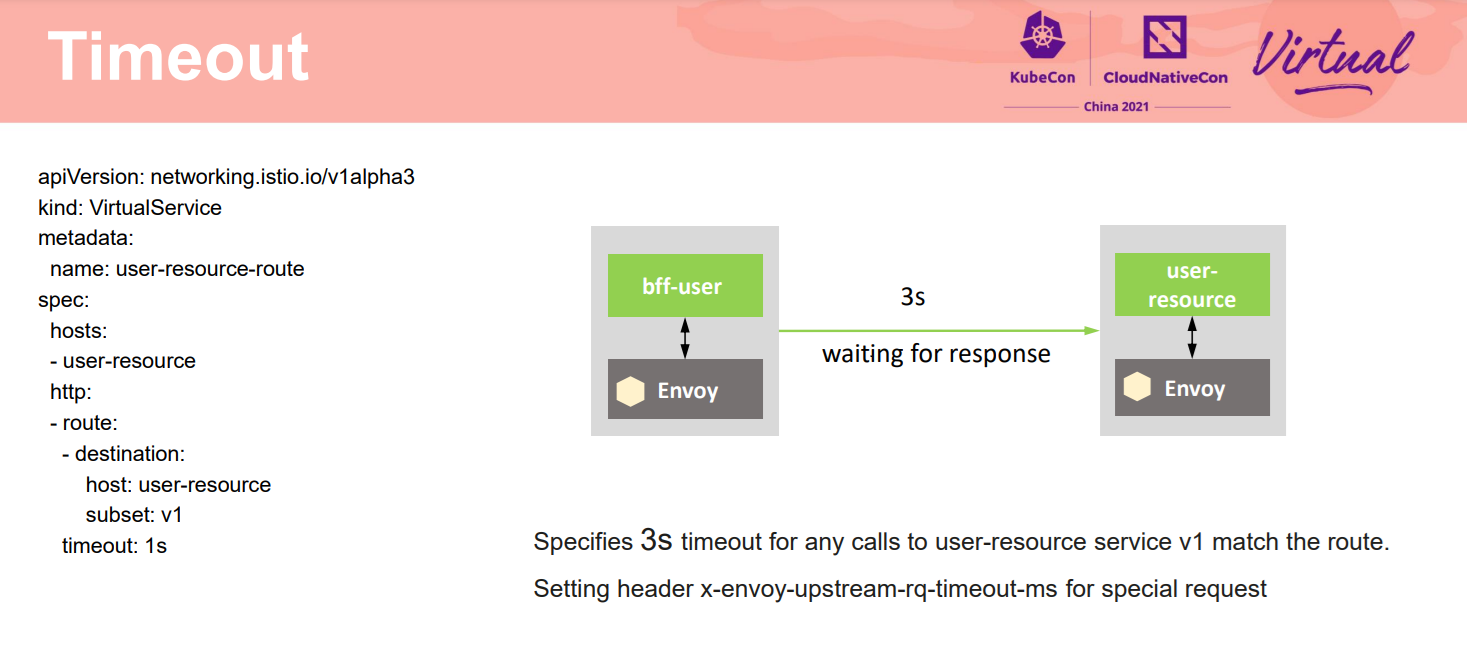 Timeout
KubeCon
CloudNativeCon
China 2021
Virtual
apiVersion: networking.istio.io/v1alpha3
kind: VirtualService
metadata:
name: user-resource-route
spec:
hosts:
- user-resource
http:
- route:
- destination:
host: user-resource
subset: v1
timeout: 1s
bff-user
Envoy
3s
waiting for response
user-
resource
Envoy
Specifies 3s timeout for any calls to user-resource service v1 match the route.
Setting header x-envoy-upstream-rq-timeout-ms for special request